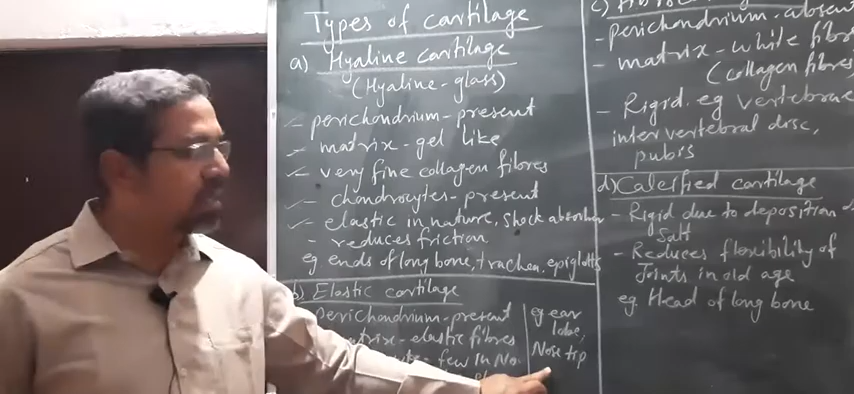 Types of cartilage
a) Hyaline cartilage
(Hyaline-glass)
- perichondrium-present
- matrix-gel like
- very fine collagen fibres
- chondrocytes-present
- elastic in nature, shock absorber
- reduces friction
eg ends of long bone, trachea, epiglottis
b) Elastic cartilage
perichondrium-present
elastic fibres
few in No.
eg ear
lobe,
Nose tip
c)
- perichondrium-absent
- matrix-white fibres
(collagen fibres)
- Rigid. eg vertebrae
intervertebral disc,
pubis
d) Calcified cartilage
- Rigid due to deposition of
salt
- Reduces flexibility of
Joints in old age
eg. Head of long bone